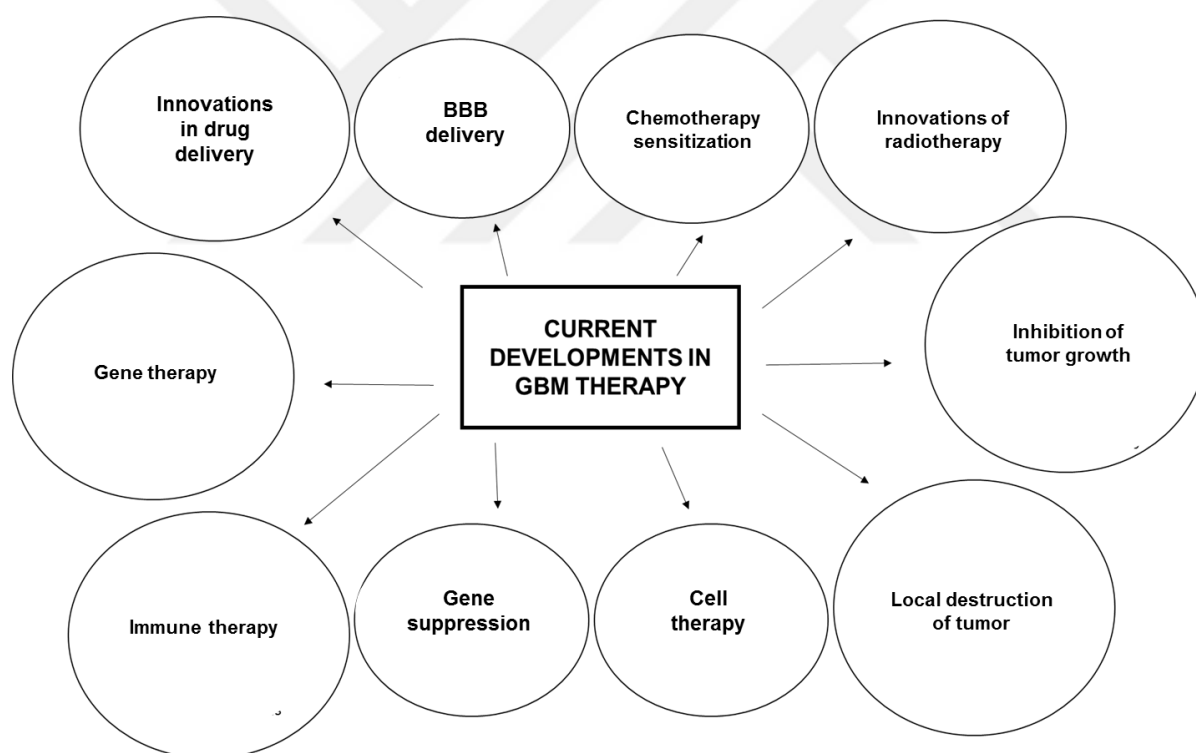 Innovations
in drug
delivery
BBB
delivery
Chemotherapy
sensitization
Innovations of
radiotherapy
CURRENT
DEVELOPMENTS IN
GBM THERAPY
Inhibition of
tumor growth
Gene therapy
Immune therapy
Gene
suppression
Cell
therapy
Local destruction
of tumor